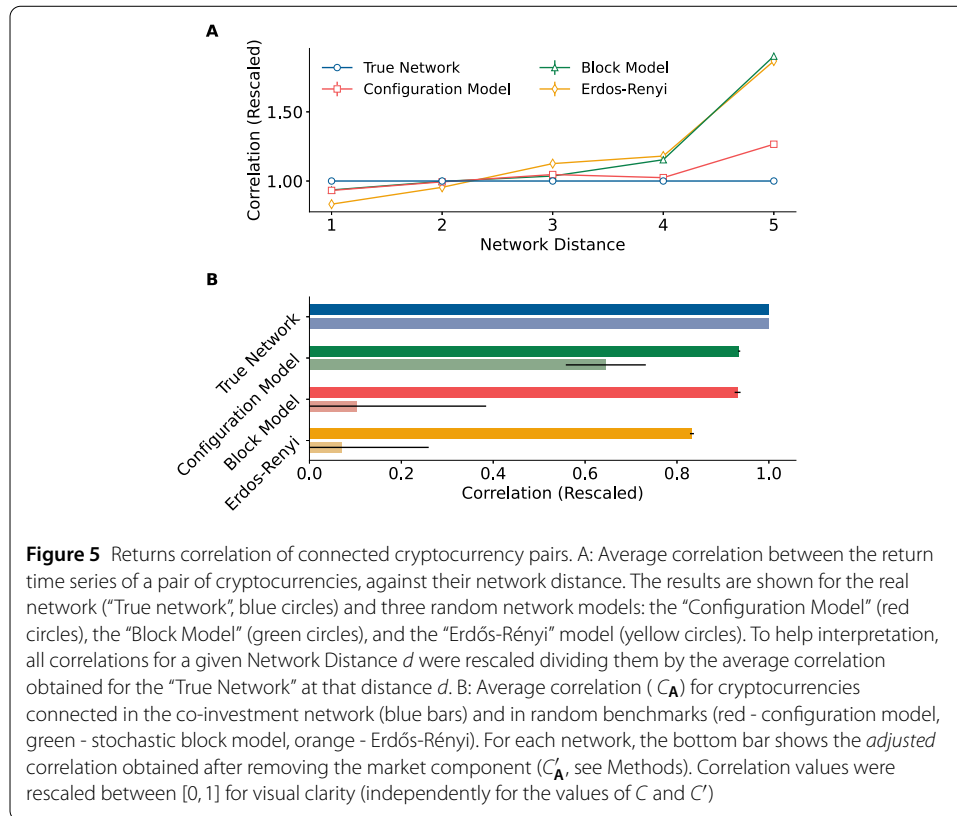 A
Correlation (Rescaled)
1.50
1.00
True Network
Configuration Model
Block Model
Erdos-Renyi
1 2 3 4 5
Network Distance
B
True Network
Configuration Model
Block Model
Erdos-Renyi
0.0 0.2 0.4 0.6 0.8 1.0
Correlation (Rescaled)
Figure 5 Returns correlation of connected cryptocurrency pairs. A: Average correlation between the return
time series of a pair of cryptocurrencies, against their network distance. The results are shown for the real
network (“True network”, blue circles) and three random network models: the “Configuration Model” (red
circles), the “Block Model” (green circles), and the “Erdős-Rényi” model (yellow circles). To help interpretation,
all correlations for a given Network Distance d were rescaled dividing them by the average correlation
obtained for the “True Network” at that distance d. B: Average correlation ( C_A) for cryptocurrencies
connected in the co-investment network (blue bars) and in random benchmarks (red - configuration model,
green - stochastic block model, orange - Erdős-Rényi). For each network, the bottom bar shows the adjusted
correlation obtained after removing the market component (C′_A, see Methods). Correlation values were
rescaled between [0, 1] for visual clarity (independently for the values of C and C′)